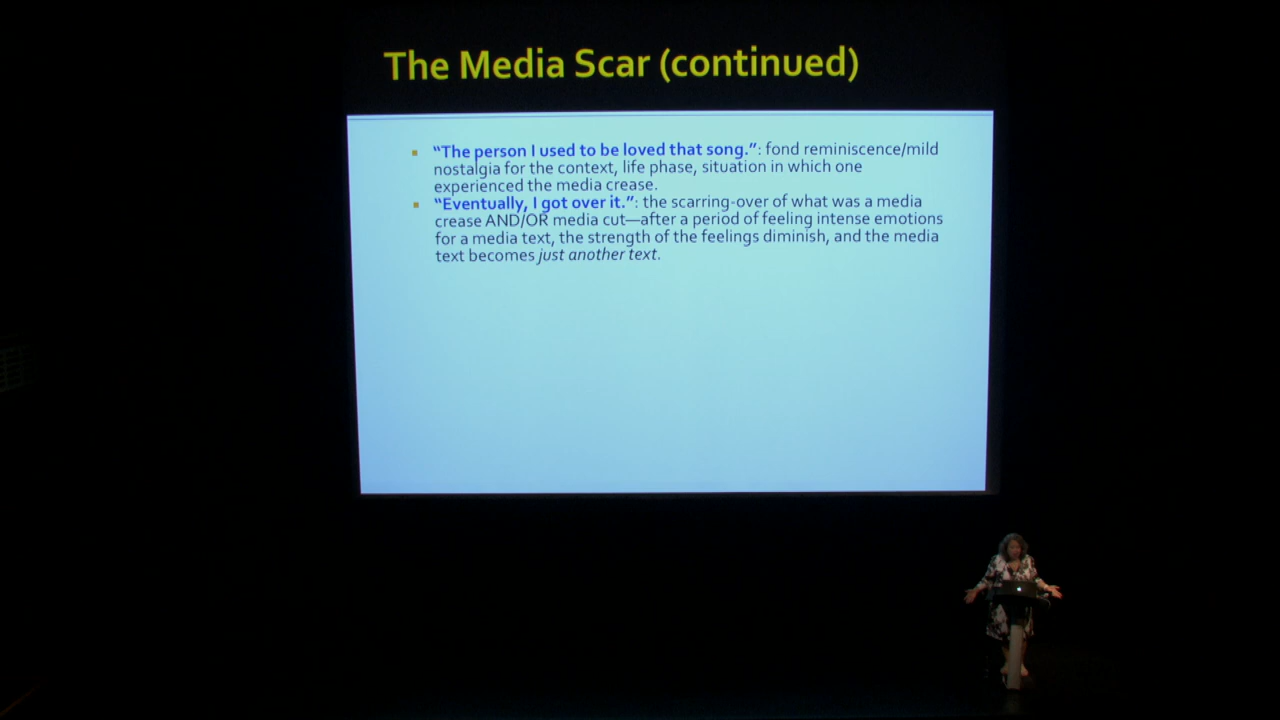 The Media Scar (continued)
“The person I used to be loved that song.”: fond reminiscence/mild
nostalgia for the context, life phase, situation in which one
experienced the media crease.
“Eventually, I got over it.”: the scarring-over of what was a media
crease AND/OR media cut—after a period of feeling intense emotions
for a media text, the strength of the feelings diminish, and the media
text becomes just another text.